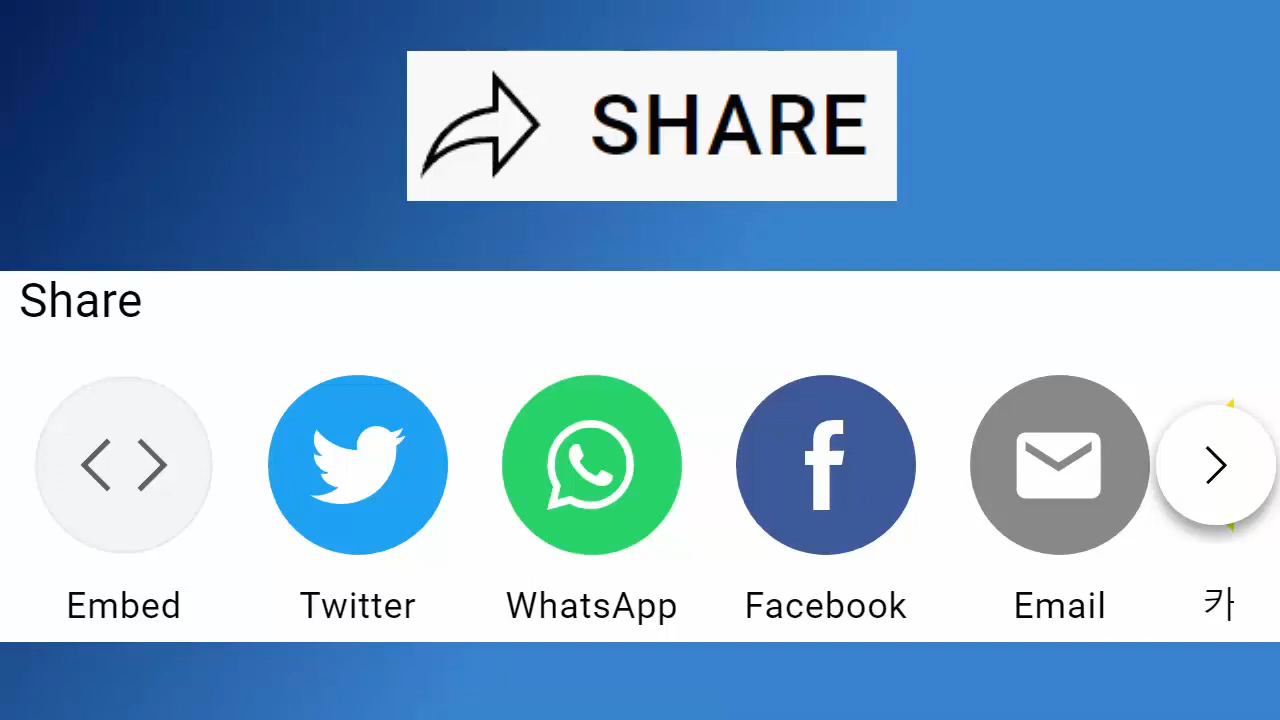 SHARE
Share
Embed
Twitter
WhatsApp
Facebook
Email
카